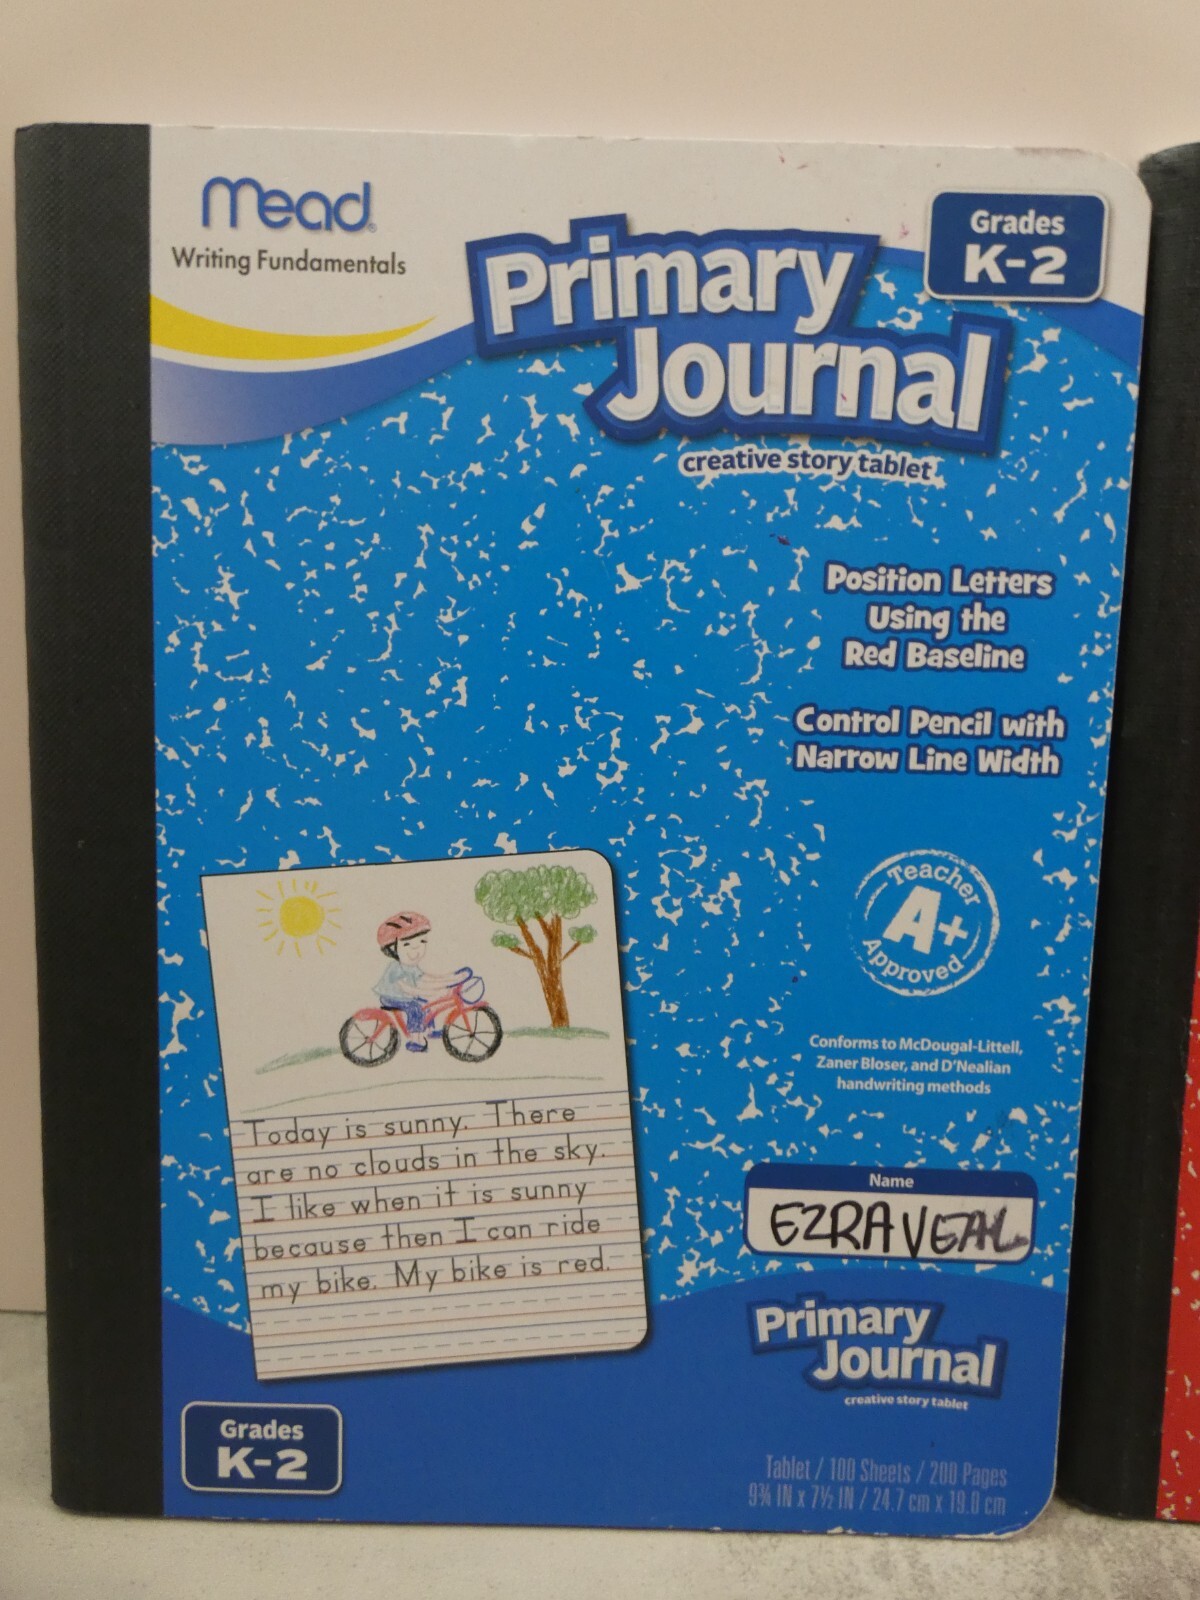 mead®
Writing Fundamentals
Grades
K-2
Primary
Journal
creative story tablet
Position Letters
Using the
Red Baseline
Control Pencil with
Narrow Line Width
Teacher
A+
Approved
Conforms to McDougal-Littell,
Zaner Bloser, and D'Nealian
handwriting methods
Today is sunny. There
are no clouds in the sky.
I like when it is sunny
because then I can ride
my bike. My bike is red.
Name
EZRA VEAL
Primary
Journal
creative story tablet
Grades
K-2
Tablet / 100 Sheets / 200 Pages
9¾ IN x 7½ IN / 24.7 cm x 19.0 cm